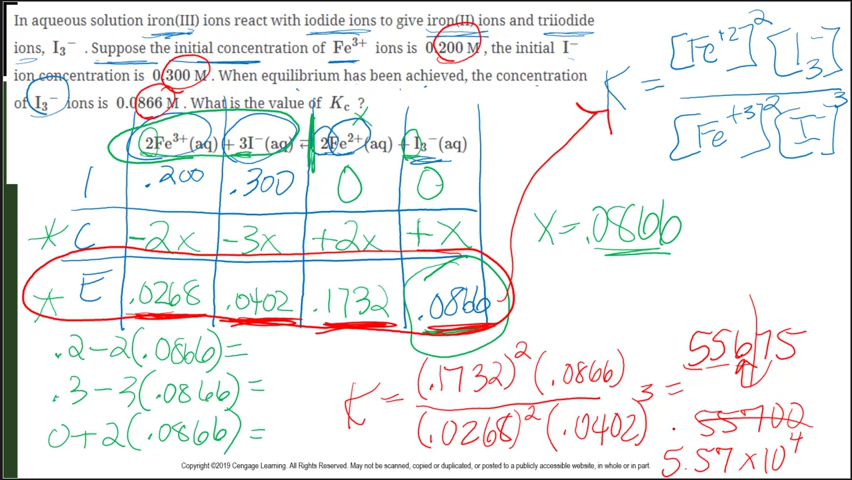 In aqueous solution iron(III) ions react with iodide ions to give iron(II) ions and triiodide
ions, I₃⁻ . Suppose the initial concentration of Fe³⁺ ions is 0.200 M , the initial I⁻
ion concentration is 0.300 M . When equilibrium has been achieved, the concentration
of I₃⁻ ions is 0.0866 M . What is the value of K_c ?
K = [Fe⁺²]² [I₃⁻] / [Fe⁺³]² [I⁻]³
x
2Fe³⁺(aq) + 3I⁻(aq) ⇌ 2Fe²⁺(aq) + I₃⁻(aq)
I .200 .300 0 0
* C -2x -3x +2x +x
x = .0866
* E .0268 .0402 .1732 .0866
.2-2(.0866)=
.3-3(.0866)=
0+2(.0866)=
K = (.1732)² (.0866) / (.0268)² (.0402)³ =
55675
.55700
5.57 x 10⁴
Copyright ©2019 Cengage Learning. All Rights Reserved. May not be scanned, copied or duplicated, or posted to a publicly accessible website, in whole or in part.